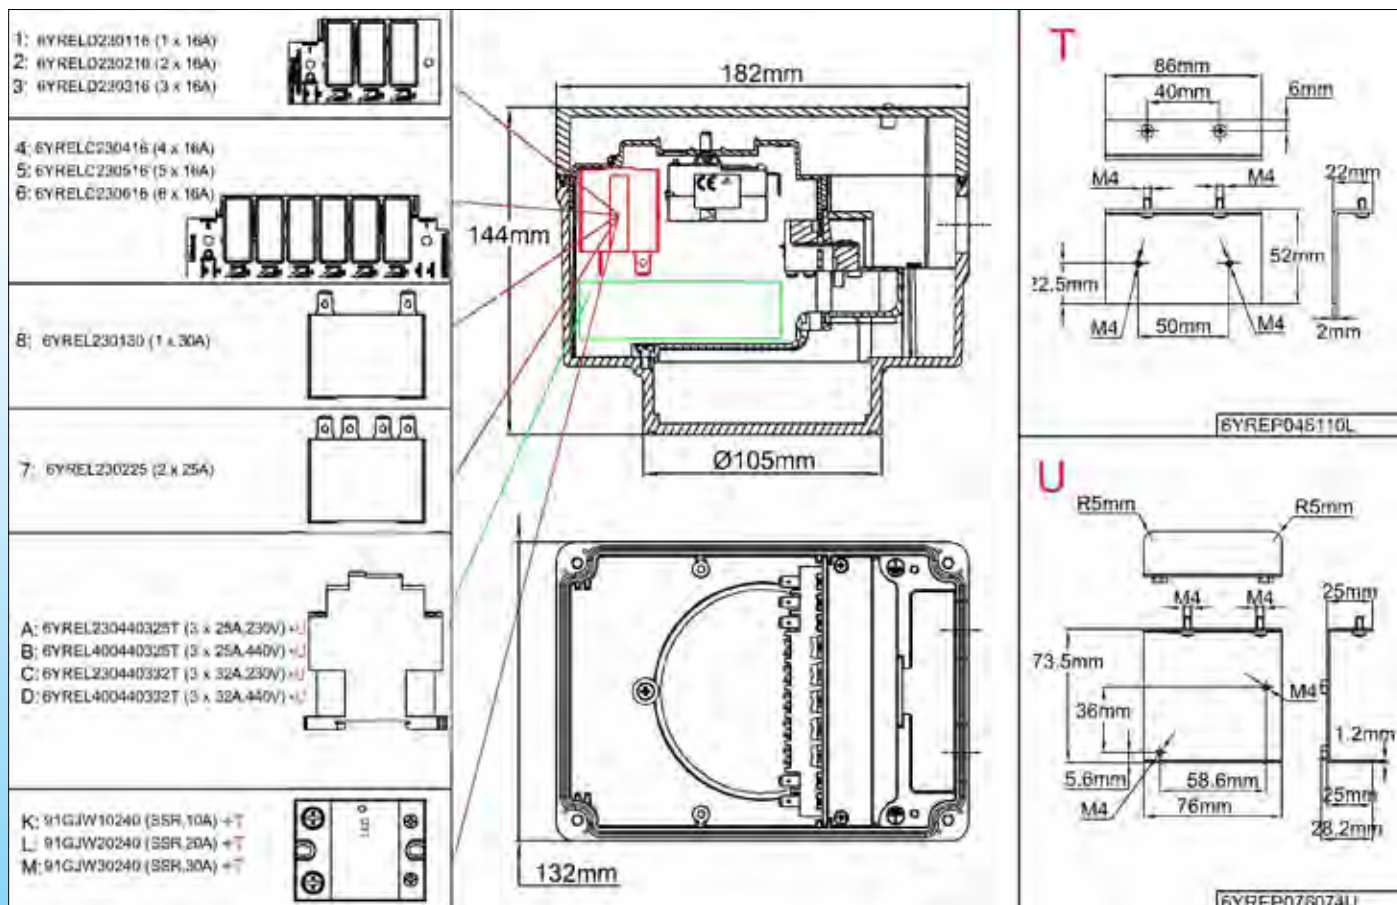 1: 6YRELD230116 (1 x 16A)
2: 6YRELD230216 (2 x 16A)
3: 6YRELD230316 (3 x 16A)
4: 6YRELC230416 (4 x 16A)
5: 6YRELC230516 (5 x 16A)
6: 6YRELC230616 (6 x 16A)
8: 6YREL230130 (1 x 30A)
7: 6YREL230225 (2 x 25A)
A: 6YREL230440325T (3 x 25A,230V) +U
B: 6YREL400440325T (3 x 25A,440V) +U
C: 6YREL230440332T (3 x 32A,230V) +U
D: 6YREL400440332T (3 x 32A,440V) +U
K: 91GJW10240 (SSR,10A) +T
L: 91GJW20240 (SSR,20A) +T
M: 91GJW30240 (SSR,30A) +T
182mm
144mm
CE
Ø105mm
132mm
T
86mm
40mm
6mm
M4
M4
22mm
52mm
22.5mm
M4
50mm
M4
2mm
6YREP046110L
U
R5mm
R5mm
M4
M4
25mm
73.5mm
36mm
M4
1.2mm
5.6mm
58.6mm
M4
76mm
25mm
28.2mm
6YREP076074U